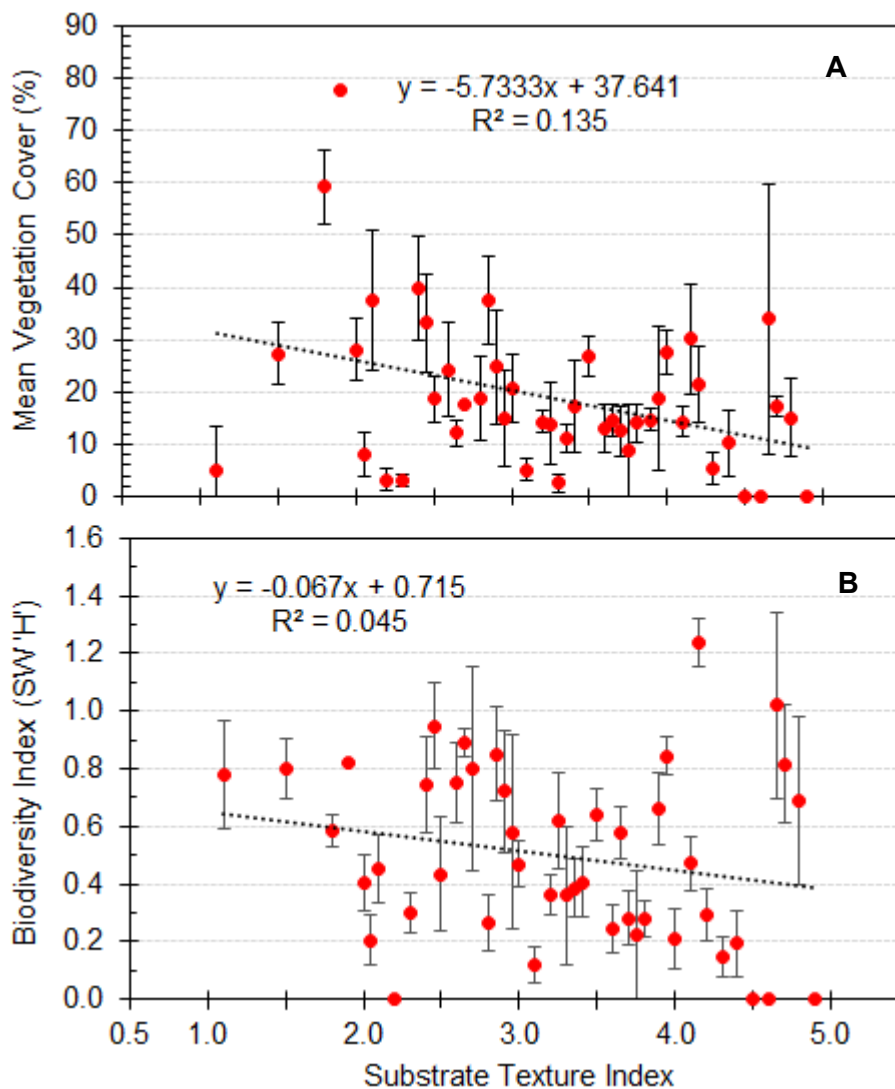 90
80
70
60
50
40
30
20
10
0
Mean Vegetation Cover (%)
A
y = -5.7333x + 37.641
R² = 0.135
1.6
1.4
1.2
1.0
0.8
0.6
0.4
0.2
0.0
Biodiversity Index (SW 'H')
B
y = -0.067x + 0.715
R² = 0.045
0.5 1.0 2.0 3.0 4.0 5.0
Substrate Texture Index